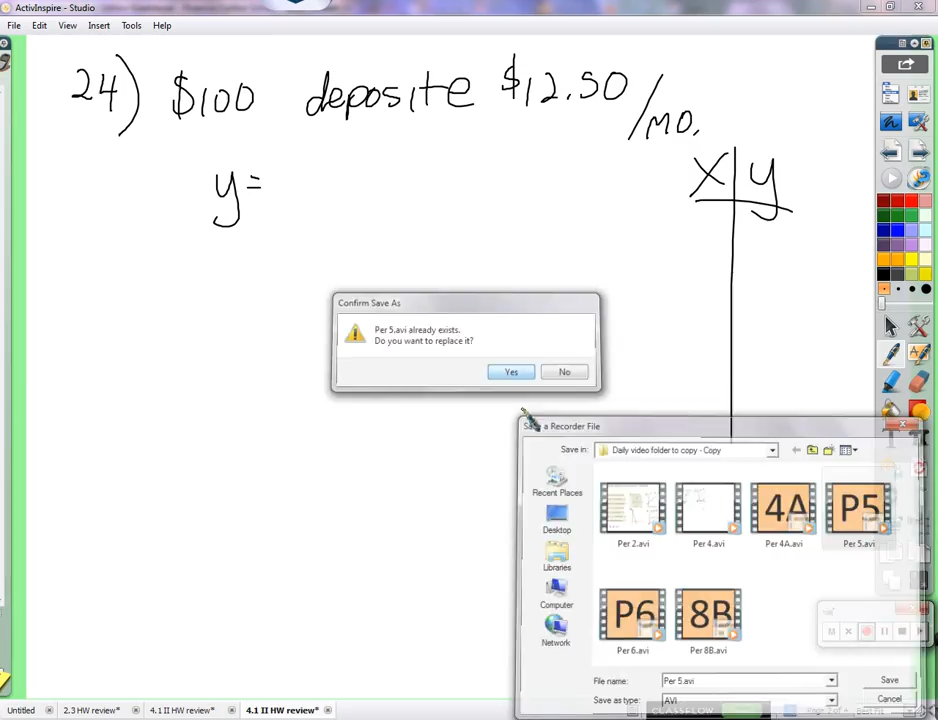 ActivInspire - Studio
File Edit View Insert Tools Help
24) $100 deposite $12.50/mo.
y=
x y
Confirm Save As
Per 5.avi already exists.
Do you want to replace it?
Yes No
Save a Recorder File
Save in: Daily video folder to copy - Copy
Recent Places
Desktop
Libraries
Computer
Network
4A P5
Per 2.avi Per 4.avi Per 4A.avi Per 5.avi
P6 8B
Per 6.avi Per 8B.avi
File name: Per 5.avi Save
Save as type: AVI Cancel
Untitled 2.3 HW review* 4.1 II HW review* 4.1 II HW review* CLASSFLOW